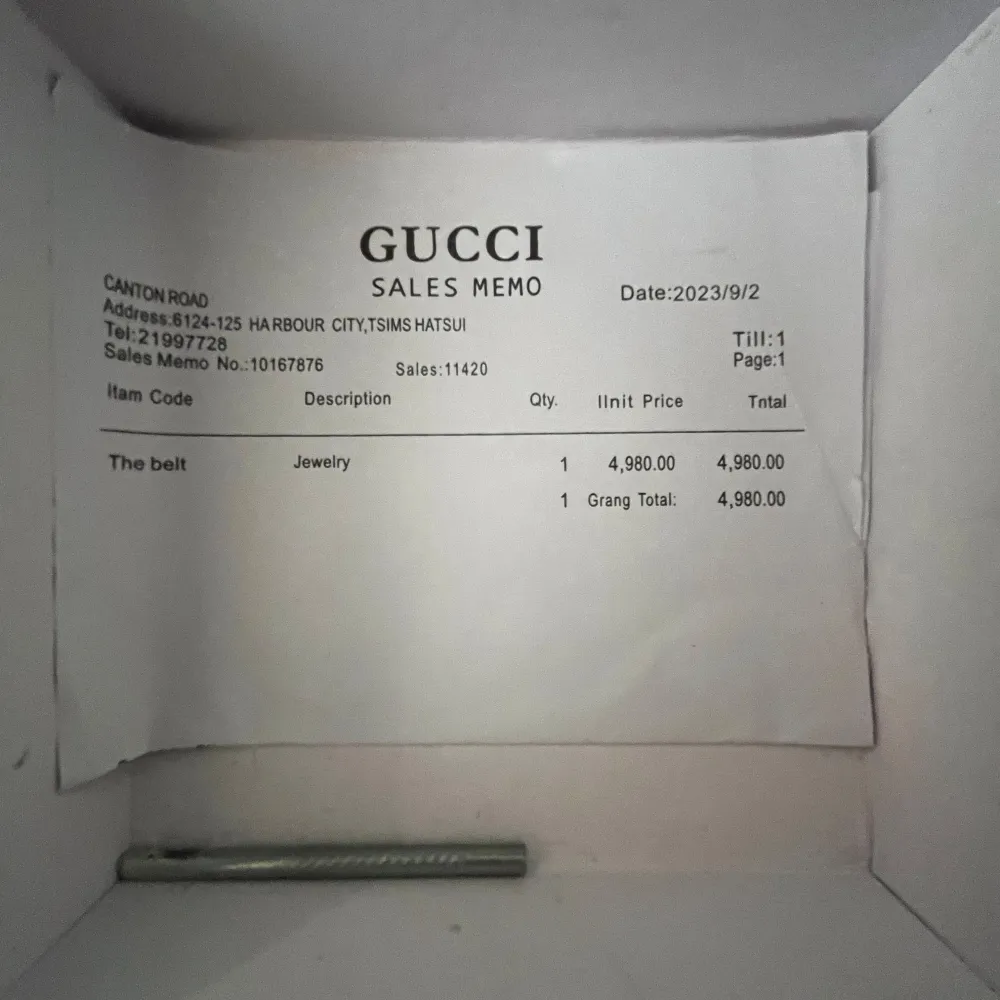 GUCCI
SALES MEMO
CANTON ROAD
Date:2023/9/2
Address:6124-125 HARBOUR CITY,TSIMS HATSUI
Tel:21997728
Till:1
Sales Memo No.:10167876 Sales:11420 Page:1
Itam Code Description Qty. IInit Price Tntal
The belt Jewelry 1 4,980.00 4,980.00
1 Grang Total: 4,980.00